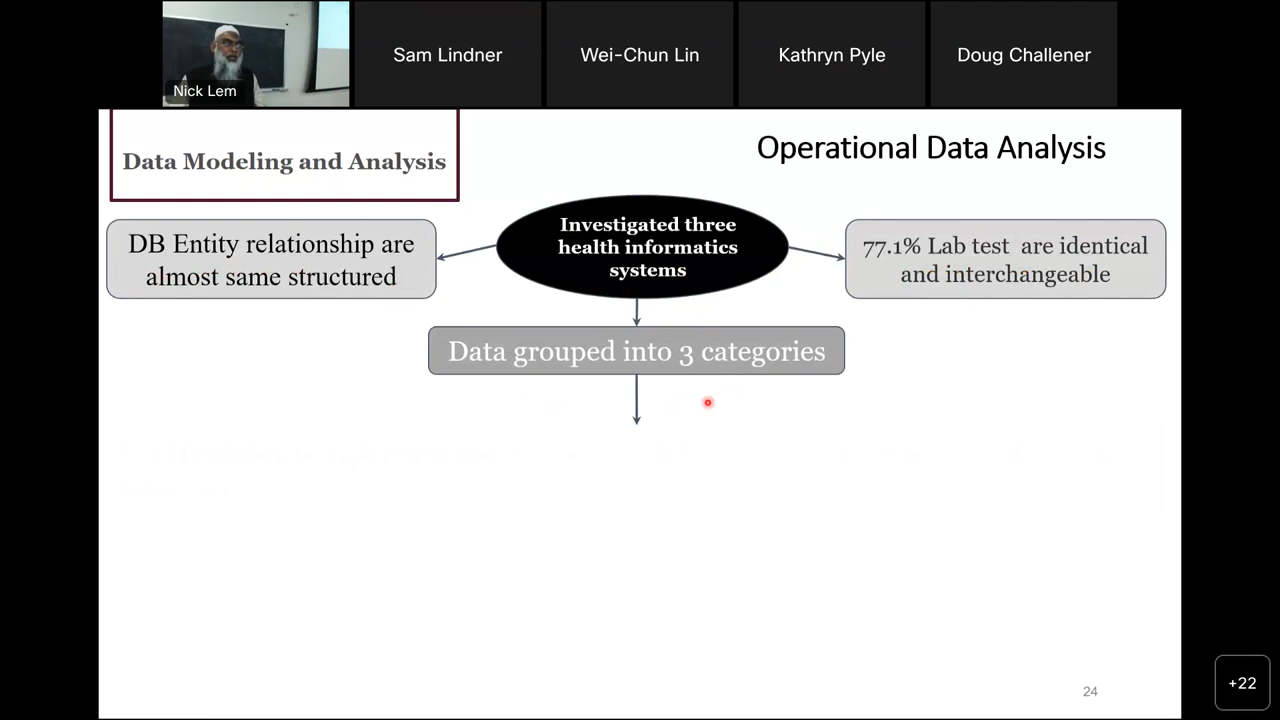 Nick Lem
Sam Lindner
Wei-Chun Lin
Kathryn Pyle
Doug Challener
Data Modeling and Analysis
Operational Data Analysis
DB Entity relationship are
almost same structured
Investigated three
health informatics
systems
77.1% Lab test are identical
and interchangeable
Data grouped into 3 categories
24
+22